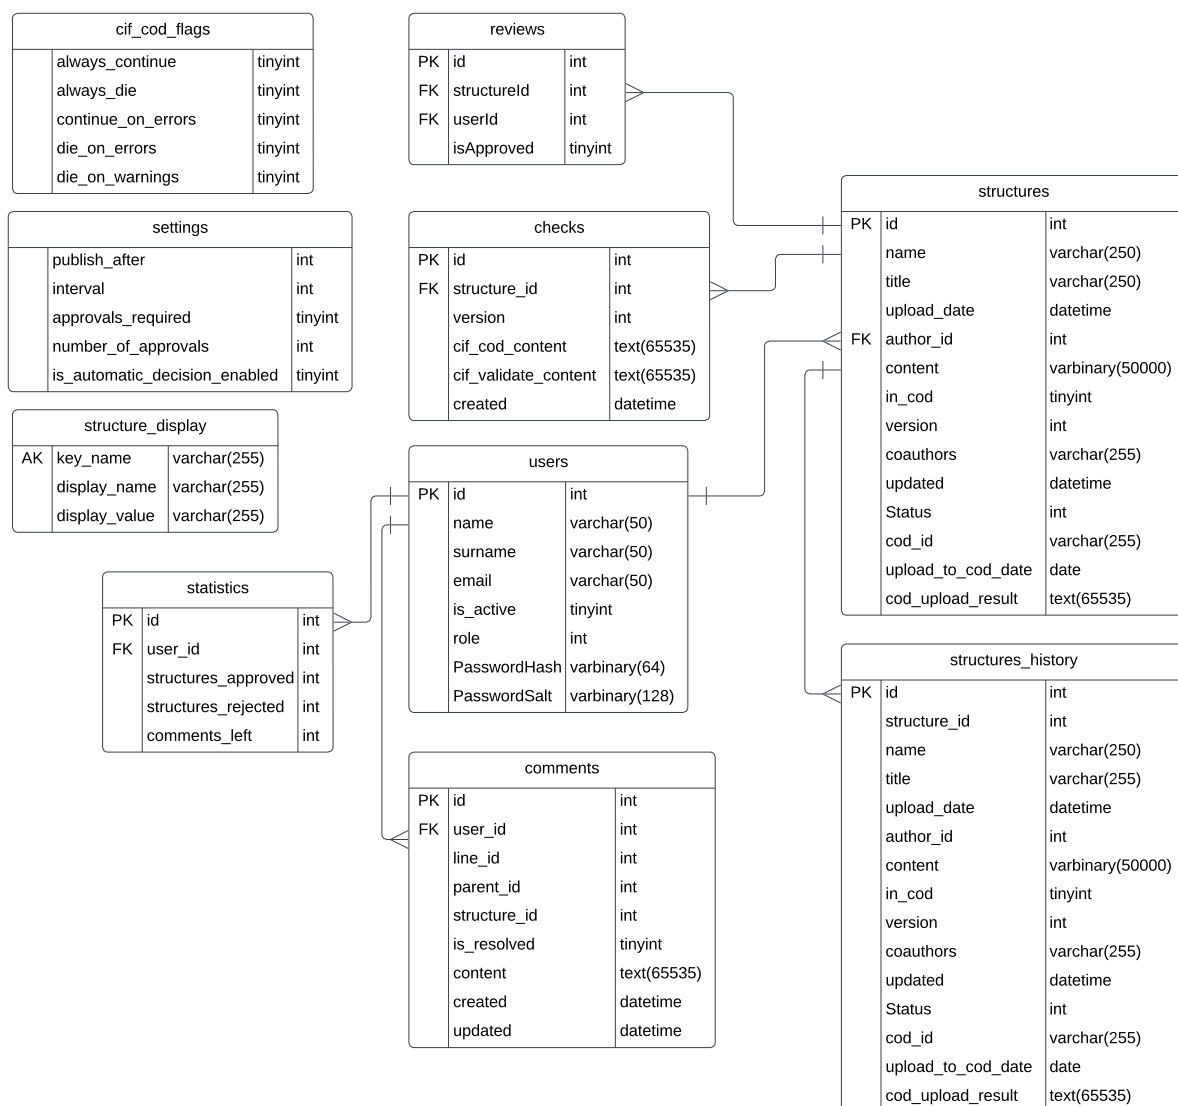 cif_cod_flags
always_continue tinyint
always_die tinyint
continue_on_errors tinyint
die_on_errors tinyint
die_on_warnings tinyint
settings
publish_after int
interval int
approvals_required tinyint
number_of_approvals int
is_automatic_decision_enabled tinyint
structure_display
AK key_name varchar(255)
display_name varchar(255)
display_value varchar(255)
statistics
PK id int
FK user_id int
structures_approved int
structures_rejected int
comments_left int
reviews
PK id int
FK structureId int
FK userId int
isApproved tinyint
checks
PK id int
FK structure_id int
version int
cif_cod_content text(65535)
cif_validate_content text(65535)
created datetime
users
PK id int
name varchar(50)
surname varchar(50)
email varchar(50)
is_active tinyint
role int
PasswordHash varbinary(64)
PasswordSalt varbinary(128)
comments
PK id int
FK user_id int
line_id int
parent_id int
structure_id int
is_resolved tinyint
content text(65535)
created datetime
updated datetime
structures
PK id int
name varchar(250)
title varchar(250)
upload_date datetime
FK author_id int
content varbinary(50000)
in_cod tinyint
version int
coauthors varchar(255)
updated datetime
Status int
cod_id varchar(255)
upload_to_cod_date date
cod_upload_result text(65535)
structures_history
PK id int
structure_id int
name varchar(250)
title varchar(255)
upload_date datetime
author_id int
content varbinary(50000)
in_cod tinyint
version int
coauthors varchar(255)
updated datetime
Status int
cod_id varchar(255)
upload_to_cod_date date
cod_upload_result text(65535)